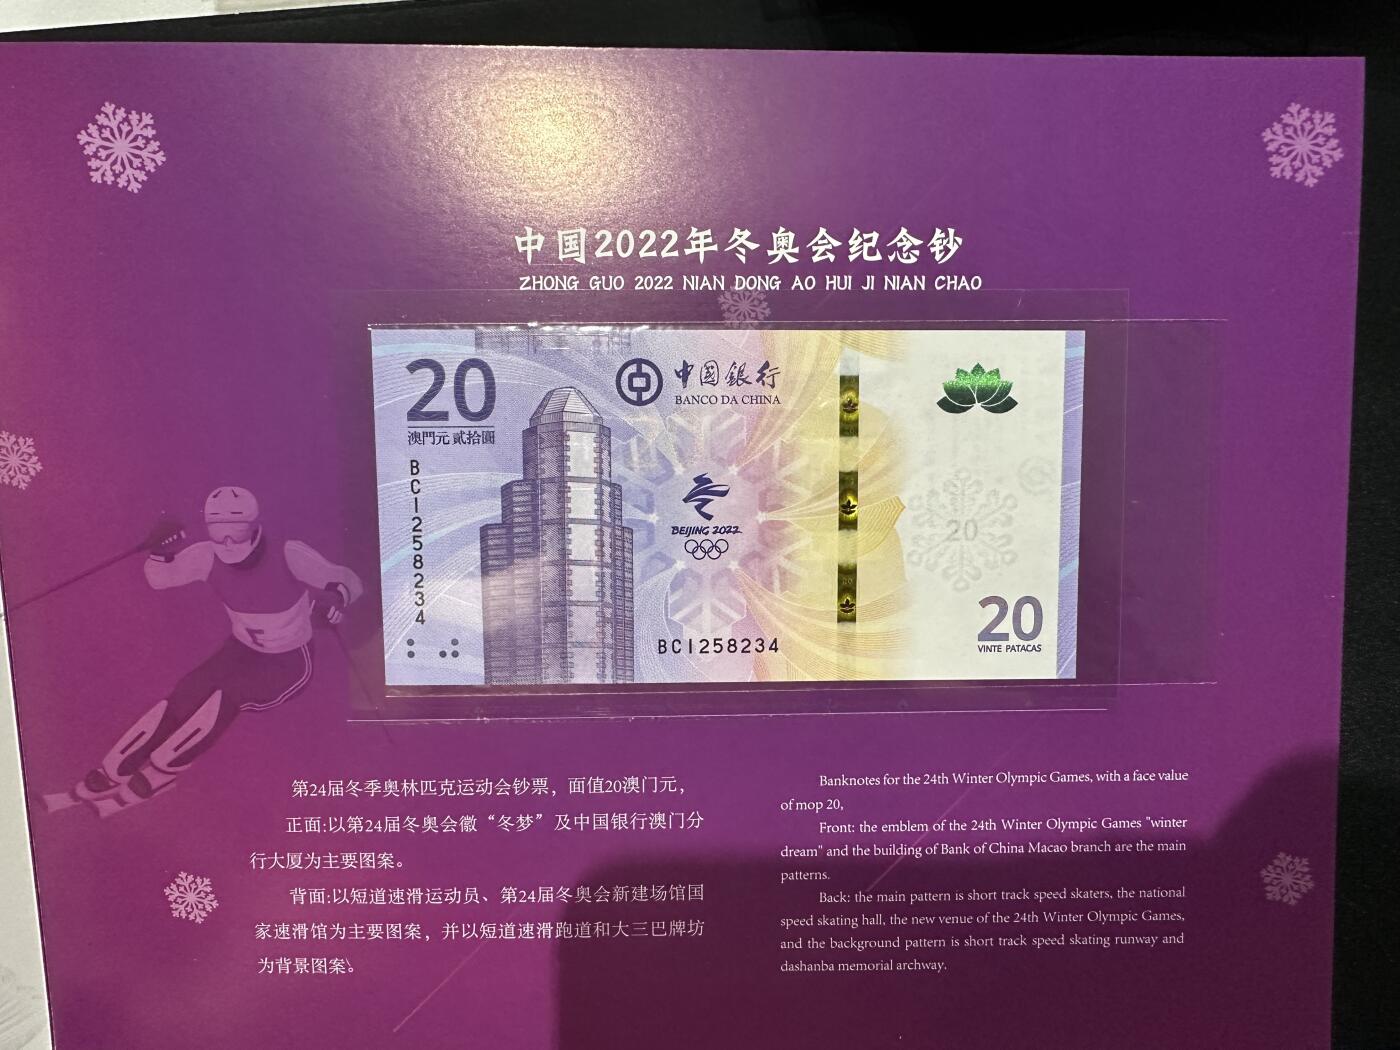 中国2022年冬奥会纪念钞
ZHONG GUO 2022 NIAN DONG AO HUI JI NIAN CHAO
20
澳門元 貳拾圓
BCI258234
中國銀行
BANCO DA CHINA
BEIJING 2022
BCI258234
20
20
VINTE PATACAS
第24届冬季奥林匹克运动会钞票，面值20澳门元，
正面:以第24届冬奥会徽“冬梦”及中国银行澳门分
行大厦为主要图案。
背面:以短道速滑运动员、第24届冬奥会新建场馆国
家速滑馆为主要图案，并以短道速滑跑道和大三巴牌坊
为背景图案。
Banknotes for the 24th Winter Olympic Games, with a face value
of mop 20,
Front: the emblem of the 24th Winter Olympic Games "winter
dream" and the building of Bank of China Macao branch are the main
patterns.
Back: the main pattern is short track speed skaters, the national
speed skating hall, the new venue of the 24th Winter Olympic Games,
and the background pattern is short track speed skating runway and
dashanba memorial archway.